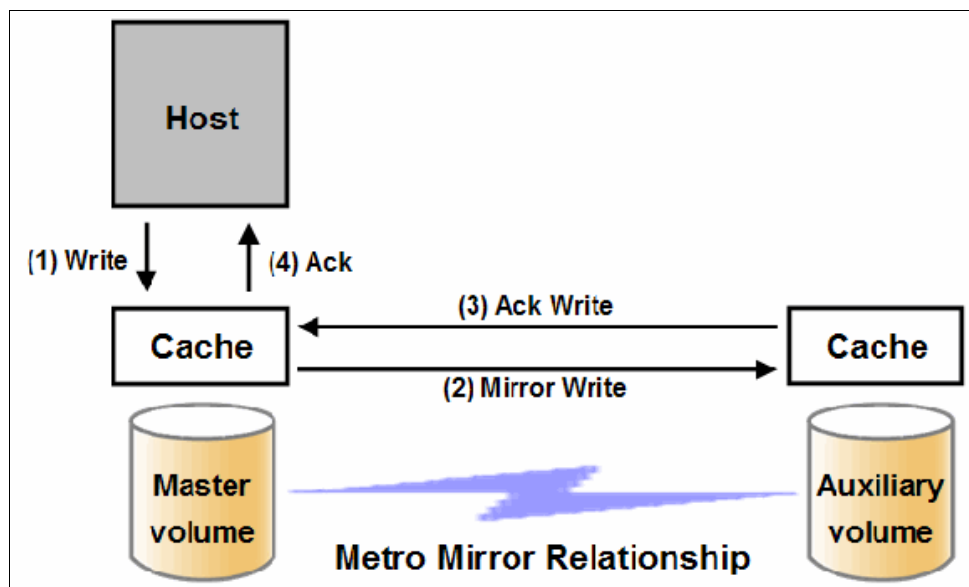 Host
(1) Write
(4) Ack
(3) Ack Write
Cache
Cache
(2) Mirror Write
Master
volume
Auxiliary
volume
Metro Mirror Relationship